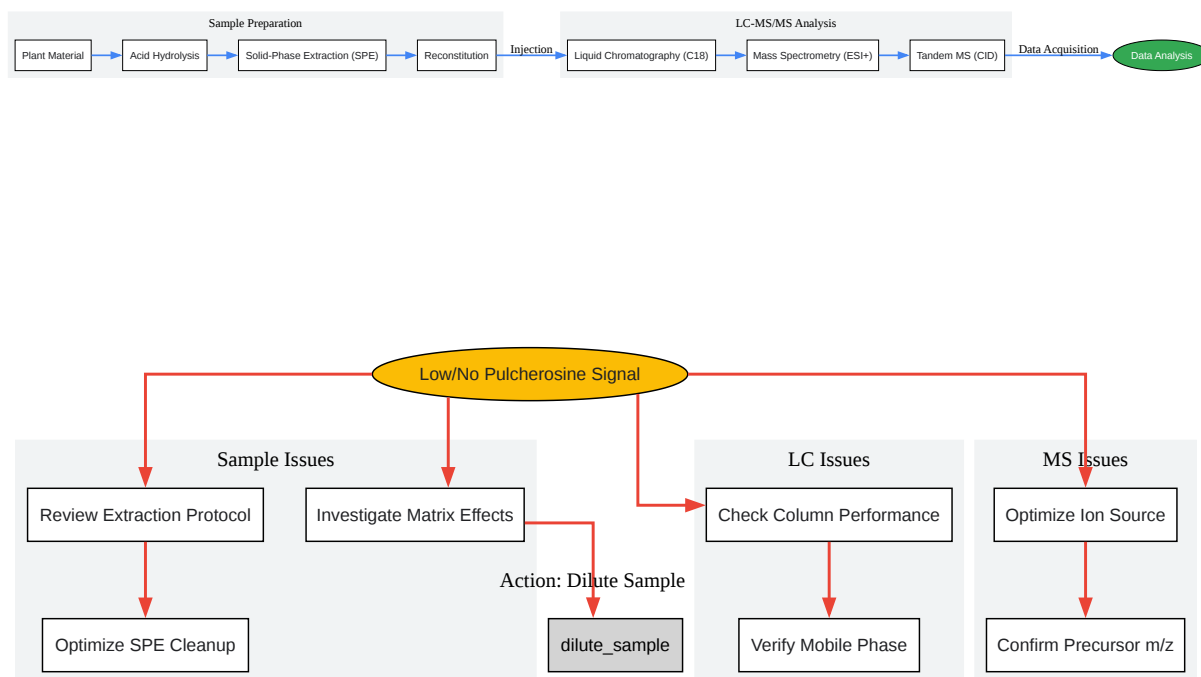 Sample Preparation
LC-MS/MS Analysis
Plant Material
Acid Hydrolysis
Solid-Phase Extraction (SPE)
Reconstitution
Injection
Liquid Chromatography (C18)
Mass Spectrometry (ESI+)
Tandem MS (CID)
Data Acquisition
Data Analysis
Low/No Pulcherosine Signal
Sample Issues
LC Issues
MS Issues
Review Extraction Protocol
Investigate Matrix Effects
Check Column Performance
Optimize Ion Source
Action: Dilute Sample
Optimize SPE Cleanup
dilute_sample
Verify Mobile Phase
Confirm Precursor m/z